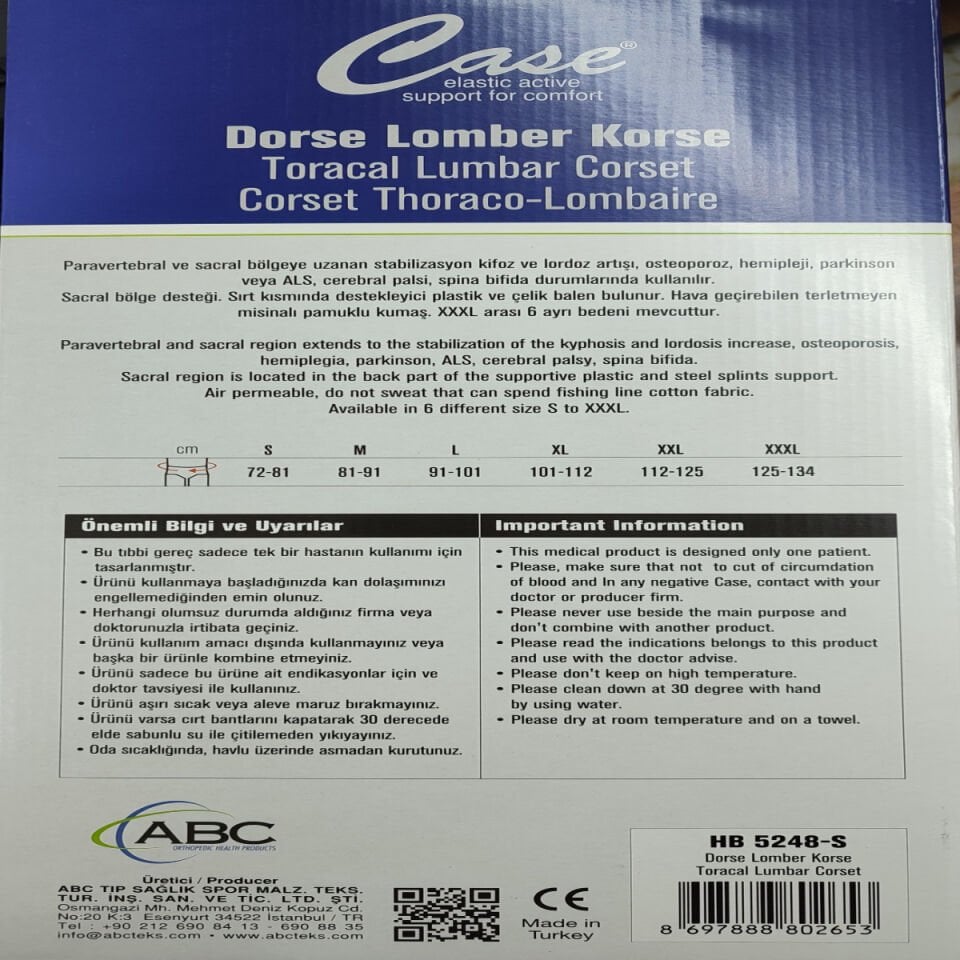 Case®
elastic active
support for comfort
Dorse Lomber Korse
Toracal Lumbar Corset
Corset Thoraco-Lombaire
Paravertebral ve sacral bölgeye uzanan stabilizasyon kifoz ve lordoz artışı, osteoporoz, hemipleji, parkinson
veya ALS, cerebral palsi, spina bifida durumlarında kullanılır.
Sacral bölge desteği. Sırt kısmında destekleyici plastik ve çelik balen bulunur. Hava geçirebilen terletmeyen
misinalı pamuklu kumaş. XXXL arası 6 ayrı bedeni mevcuttur.
Paravertebral and sacral region extends to the stabilization of the kyphosis and lordosis increase, osteoporosis,
hemiplegia, parkinson, ALS, cerebral palsy, spina bifida.
Sacral region is located in the back part of the supportive plastic and steel splints support.
Air permeable, do not sweat that can spend fishing line cotton fabric.
Available in 6 different size S to XXXL.
cm S M L XL XXL XXXL
72-81 81-91 91-101 101-112 112-125 125-134
Önemli Bilgi ve Uyarılar
• Bu tıbbi gereç sadece tek bir hastanın kullanımı için
tasarlanmıştır.
• Ürünü kullanmaya başladığınızda kan dolaşımınızı
engellemediğinden emin olunuz.
• Herhangi olumsuz durumda aldığınız firma veya
doktorunuzla irtibata geçiniz.
• Ürünü kullanım amacı dışında kullanmayınız veya
başka bir ürünle kombine etmeyiniz.
• Ürünü sadece bu ürüne ait endikasyonlar için ve
doktor tavsiyesi ile kullanınız.
• Ürünü aşırı sıcak veya aleve maruz bırakmayınız.
• Ürünü varsa cırt bantlarını kapatarak 30 derecede
elde sabunlu su ile çitilemeden yıkıyayınız.
• Oda sıcaklığında, havlu üzerinde asmadan kurutunuz.
Important Information
• This medical product is designed only one patient.
• Please, make sure that not to cut of circumdation
of blood and In any negative Case, contact with your
doctor or producer firm.
• Please never use beside the main purpose and
don't combine with another product.
• Please read the indications belongs to this product
and use with the doctor advise.
• Please don't keep on high temperature.
• Please clean down at 30 degree with hand
by using water.
• Please dry at room temperature and on a towel.
ABC
ORTHOPEDIC HEALTH PRODUCTS
Üretici / Producer
ABC TIP SAĞLIK SPOR MALZ. TEKS.
TUR. İNŞ. SAN. VE TİC. LTD. ŞTİ.
Osmangazi Mh. Mehmet Deniz Kopuz Cd.
No:20 K:3 Esenyurt 34522 İstanbul / TR
Tel : +90 212 690 84 13 - 690 88 35
info@abcteks.com • www.abcteks.com
CE
Made in
Turkey
HB 5248-S
Dorse Lomber Korse
Toracal Lumbar Corset
8 697888 802653